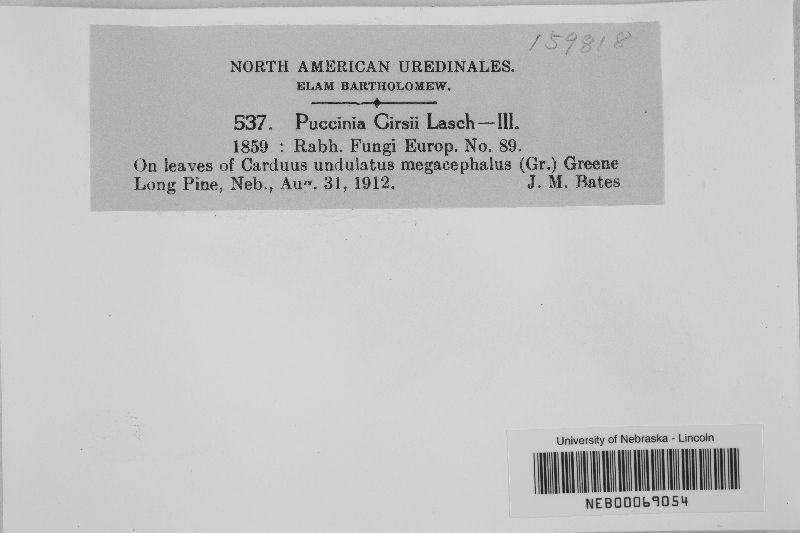 159818
NORTH AMERICAN UREDINALES.
ELAM BARTHOLOMEW.
537. Puccinia Cirsii Lasch—III.
1859 : Rabh. Fungi Europ. No. 89.
On leaves of Carduus undulatus megacephalus (Gr.) Greene
Long Pine, Neb., Aug. 31, 1912. J. M. Bates
University of Nebraska - Lincoln
NEB00069054